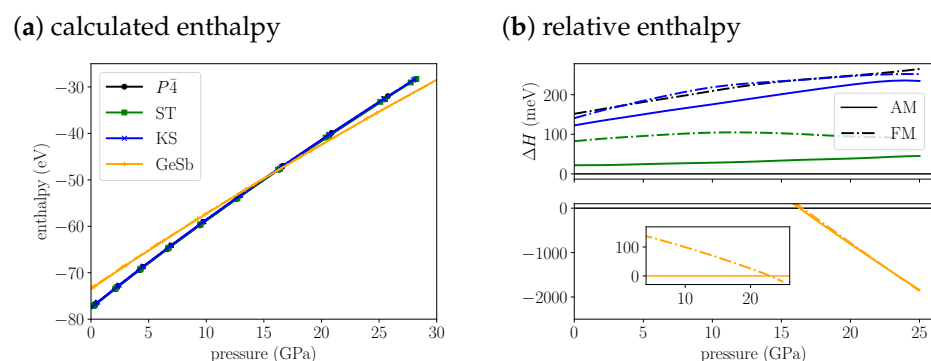 (a) calculated enthalpy
−30
−40
−50
−60
−70
−80
enthalpy (eV)
P4̄
ST
KS
GeSb
0
5
10
15
20
25
30
pressure (GPa)
(b) relative enthalpy
200
100
0
ΔH (meV)
AM
FM
0
−1000
−2000
100
0
10
20
0
5
10
15
20
25
pressure (GPa)